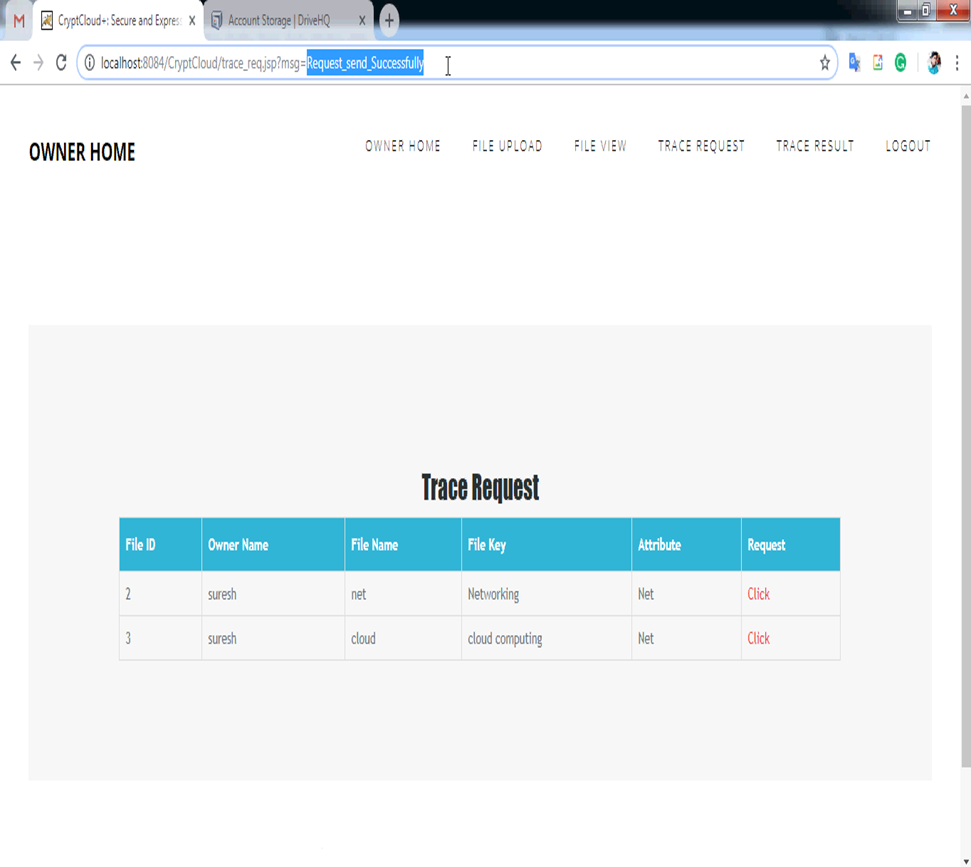 M CryptCloud+: Secure and Expres Account Storage | DriveHQ
localhost:8084/CryptCloud/trace_req.jsp?msg=Request_send_Successfully
OWNER HOME OWNER HOME FILE UPLOAD FILE VIEW TRACE REQUEST TRACE RESULT LOGOUT
Trace Request
File ID Owner Name File Name File Key Attribute Request
2 suresh net Networking Net Click
3 suresh cloud cloud computing Net Click